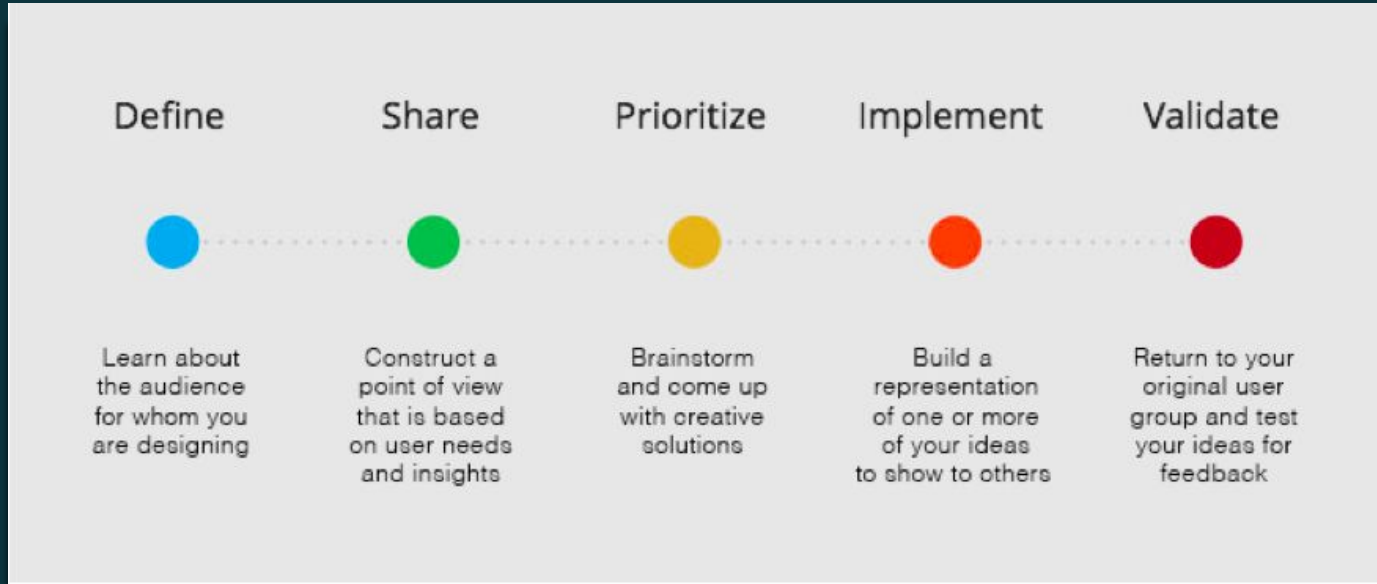 Define
Learn about
the audience
for whom you
are designing
Share
Construct a
point of view
that is based
on user needs
and insights
Prioritize
Brainstorm
and come up
with creative
solutions
Implement
Build a
representation
of one or more
of your ideas
to show to others
Validate
Return to your
original user
group and test
your ideas for
feedback